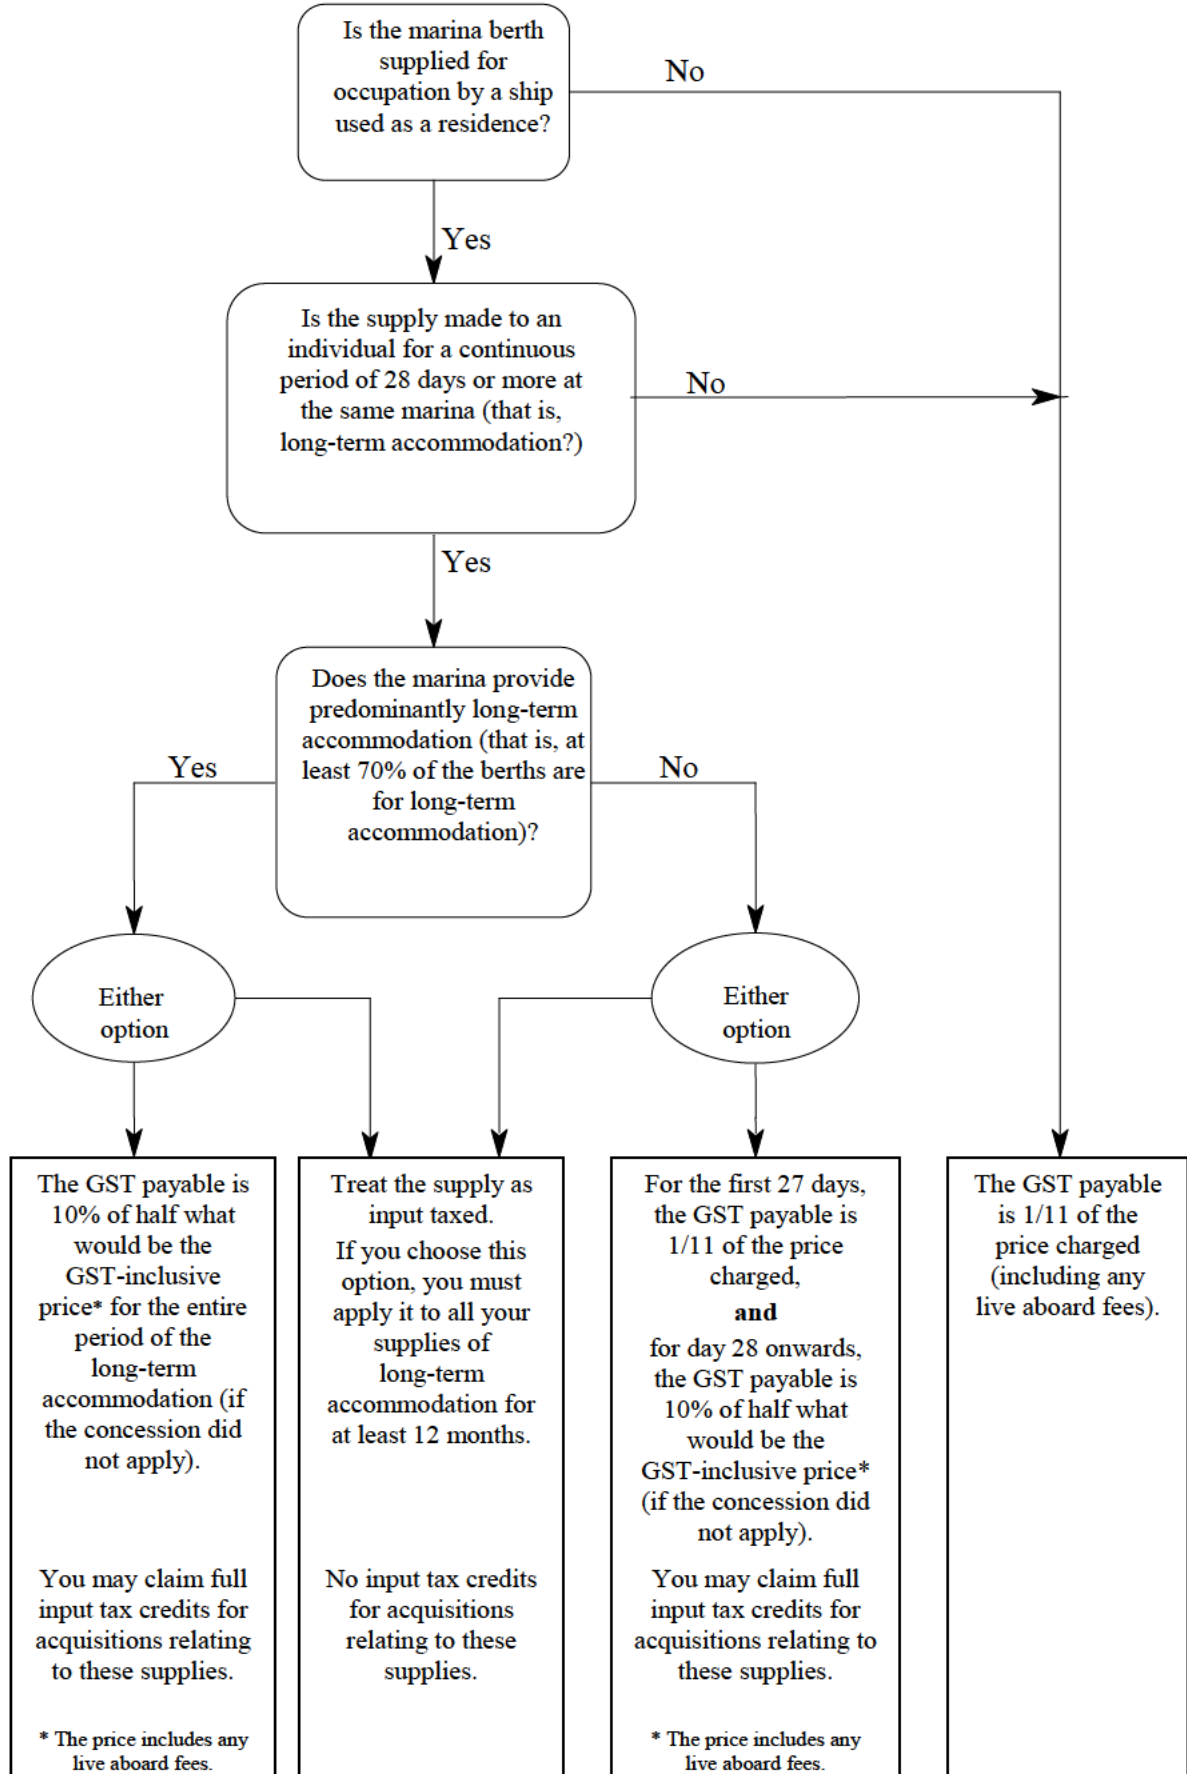 Is the marina berth
supplied for
occupation by a ship
used as a residence?
No
Yes
Is the supply made to an
individual for a continuous
period of 28 days or more at
the same marina (that is,
long-term accommodation?)
No
Yes
Does the marina provide
predominantly long-term
accommodation (that is, at
least 70% of the berths are
for long-term
accommodation)?
Yes
No
Either
option
Either
option
The GST payable is
10% of half what
would be the
GST-inclusive
price* for the entire
period of the
long-term
accommodation (if
the concession did
not apply).
You may claim full
input tax credits for
acquisitions relating
to these supplies.
* The price includes any
live aboard fees.
Treat the supply as
input taxed.
If you choose this
option, you must
apply it to all your
supplies of
long-term
accommodation for
at least 12 months.
No input tax credits
for acquisitions
relating to these
supplies.
For the first 27 days,
the GST payable is
1/11 of the price
charged,
and
for day 28 onwards,
the GST payable is
10% of half what
would be the
GST-inclusive price*
(if the concession did
not apply).
You may claim full
input tax credits for
acquisitions relating to
these supplies.
* The price includes any
live aboard fees.
The GST payable
is 1/11 of the
price charged
(including any
live aboard fees).